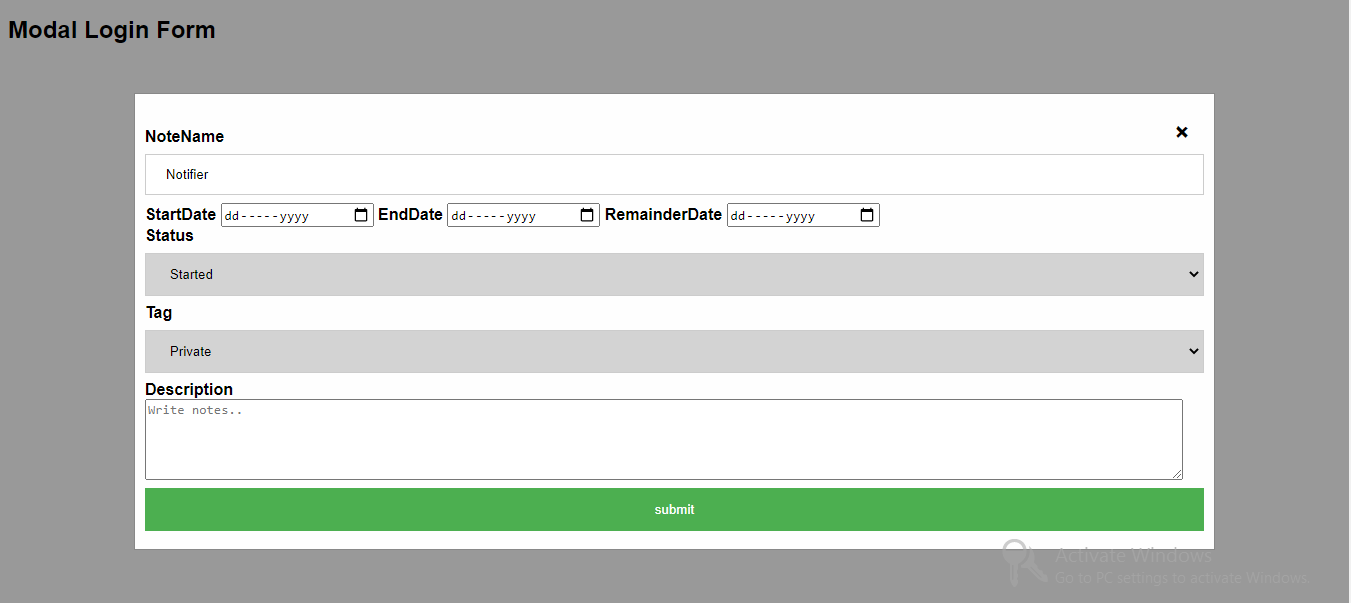 Modal Login Form
NoteName
Notifier
StartDate dd-----yyyy EndDate dd-----yyyy RemainderDate dd-----yyyy
Status
Started
Tag
Private
Description
Write notes..
submit
Activate Windows
Go to PC settings to activate Windows.